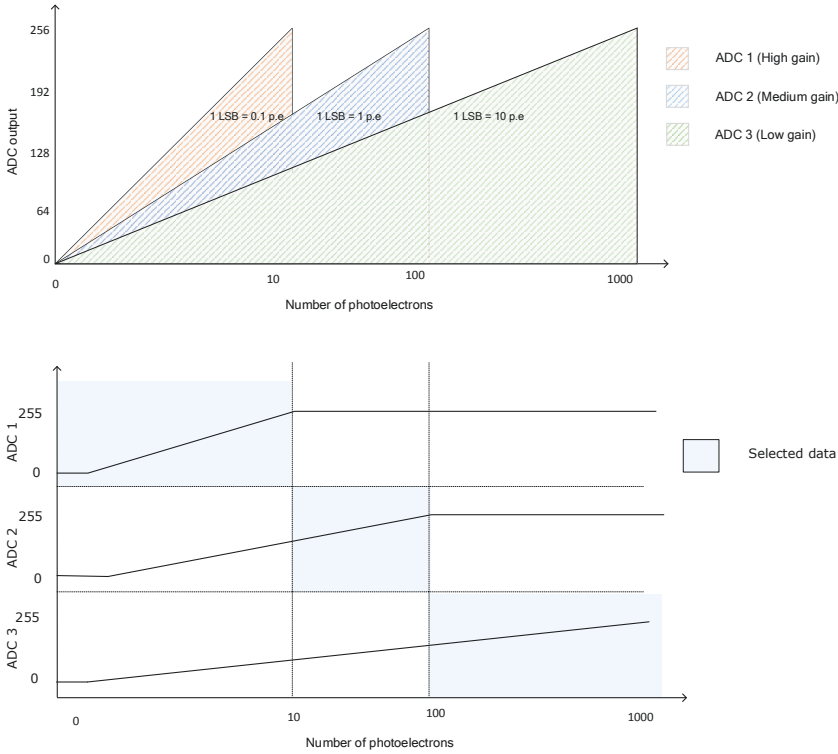 256
192
128
64
0
ADC output
1 LSB = 0.1 p.e
1 LSB = 1 p.e
1 LSB = 10 p.e
0
10
100
1000
Number of photoelectrons
ADC 1 (High gain)
ADC 2 (Medium gain)
ADC 3 (Low gain)
ADC 1
255
0
ADC 2
255
0
ADC 3
255
0
0
10
100
1000
Number of photoelectrons
Selected data